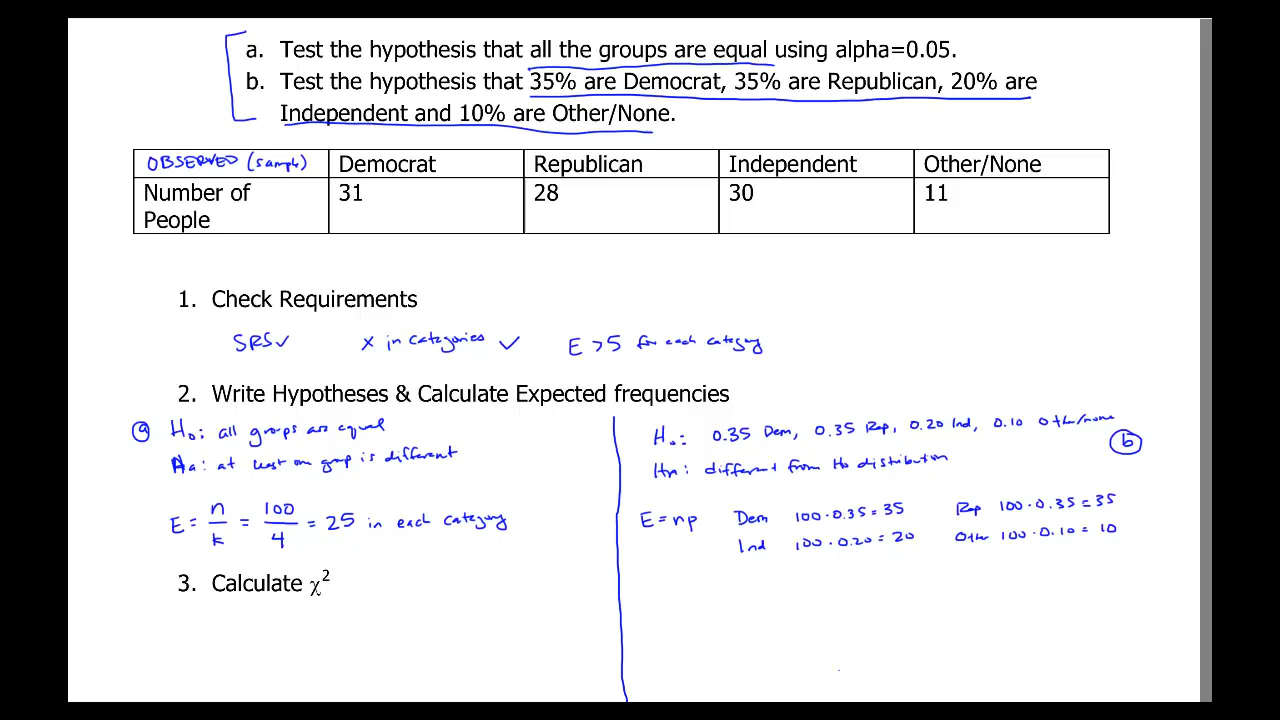 a. Test the hypothesis that all the groups are equal using alpha=0.05.
b. Test the hypothesis that 35% are Democrat, 35% are Republican, 20% are
Independent and 10% are Other/None.
OBSERVED (sample) Democrat Republican Independent Other/None
Number of People 31 28 30 11
1. Check Requirements
SRS✓ X in categories ✓ E >5 for each category
2. Write Hypotheses & Calculate Expected frequencies
a H₀: all groups are equal
Hₐ: at least one group is different
E = n/k = 100/4 = 25 in each category
H₀: 0.35 Dem, 0.35 Rep, 0.20 Ind, 0.10 Other/none
b
Hₐ: different from H₀ distribution
E = np Dem 100·0.35=35 Rep 100·0.35=35
Ind 100·0.20=20 Other 100·0.10=10
3. Calculate χ²